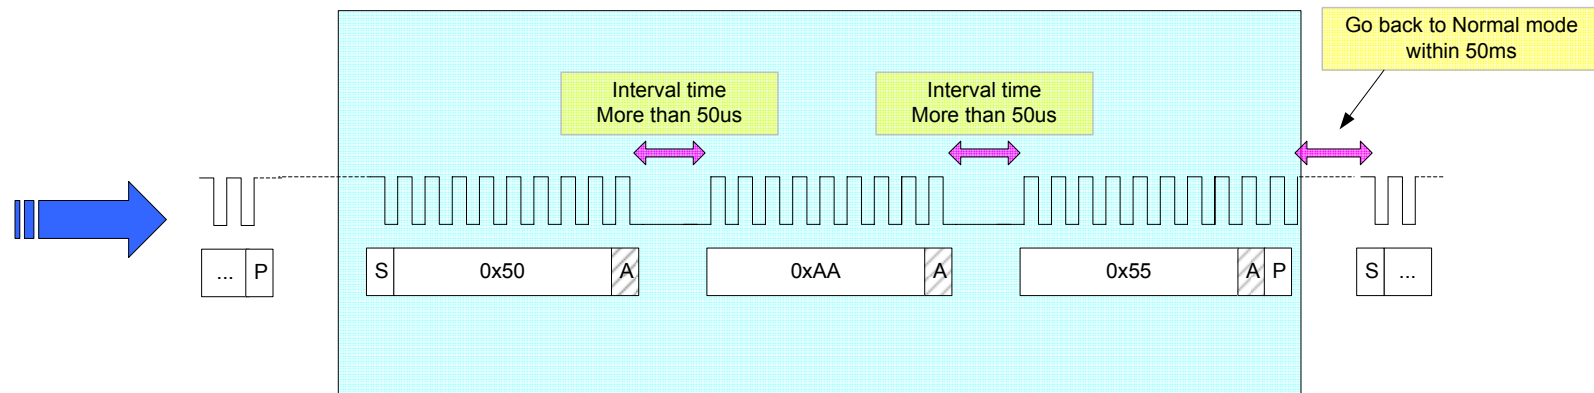 Go back to Normal mode
within 50ms
Interval time
More than 50us
Interval time
More than 50us
... P
S 0x50 A
0xAA A
0x55 A P
S ...